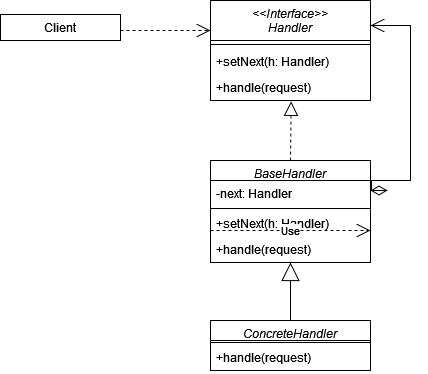 Client
<<Interface>>
Handler
+setNext(h: Handler)
+handle(request)
BaseHandler
-next: Handler
+setNext(h: Handler)
Use
+handle(request)
ConcreteHandler
+handle(request)